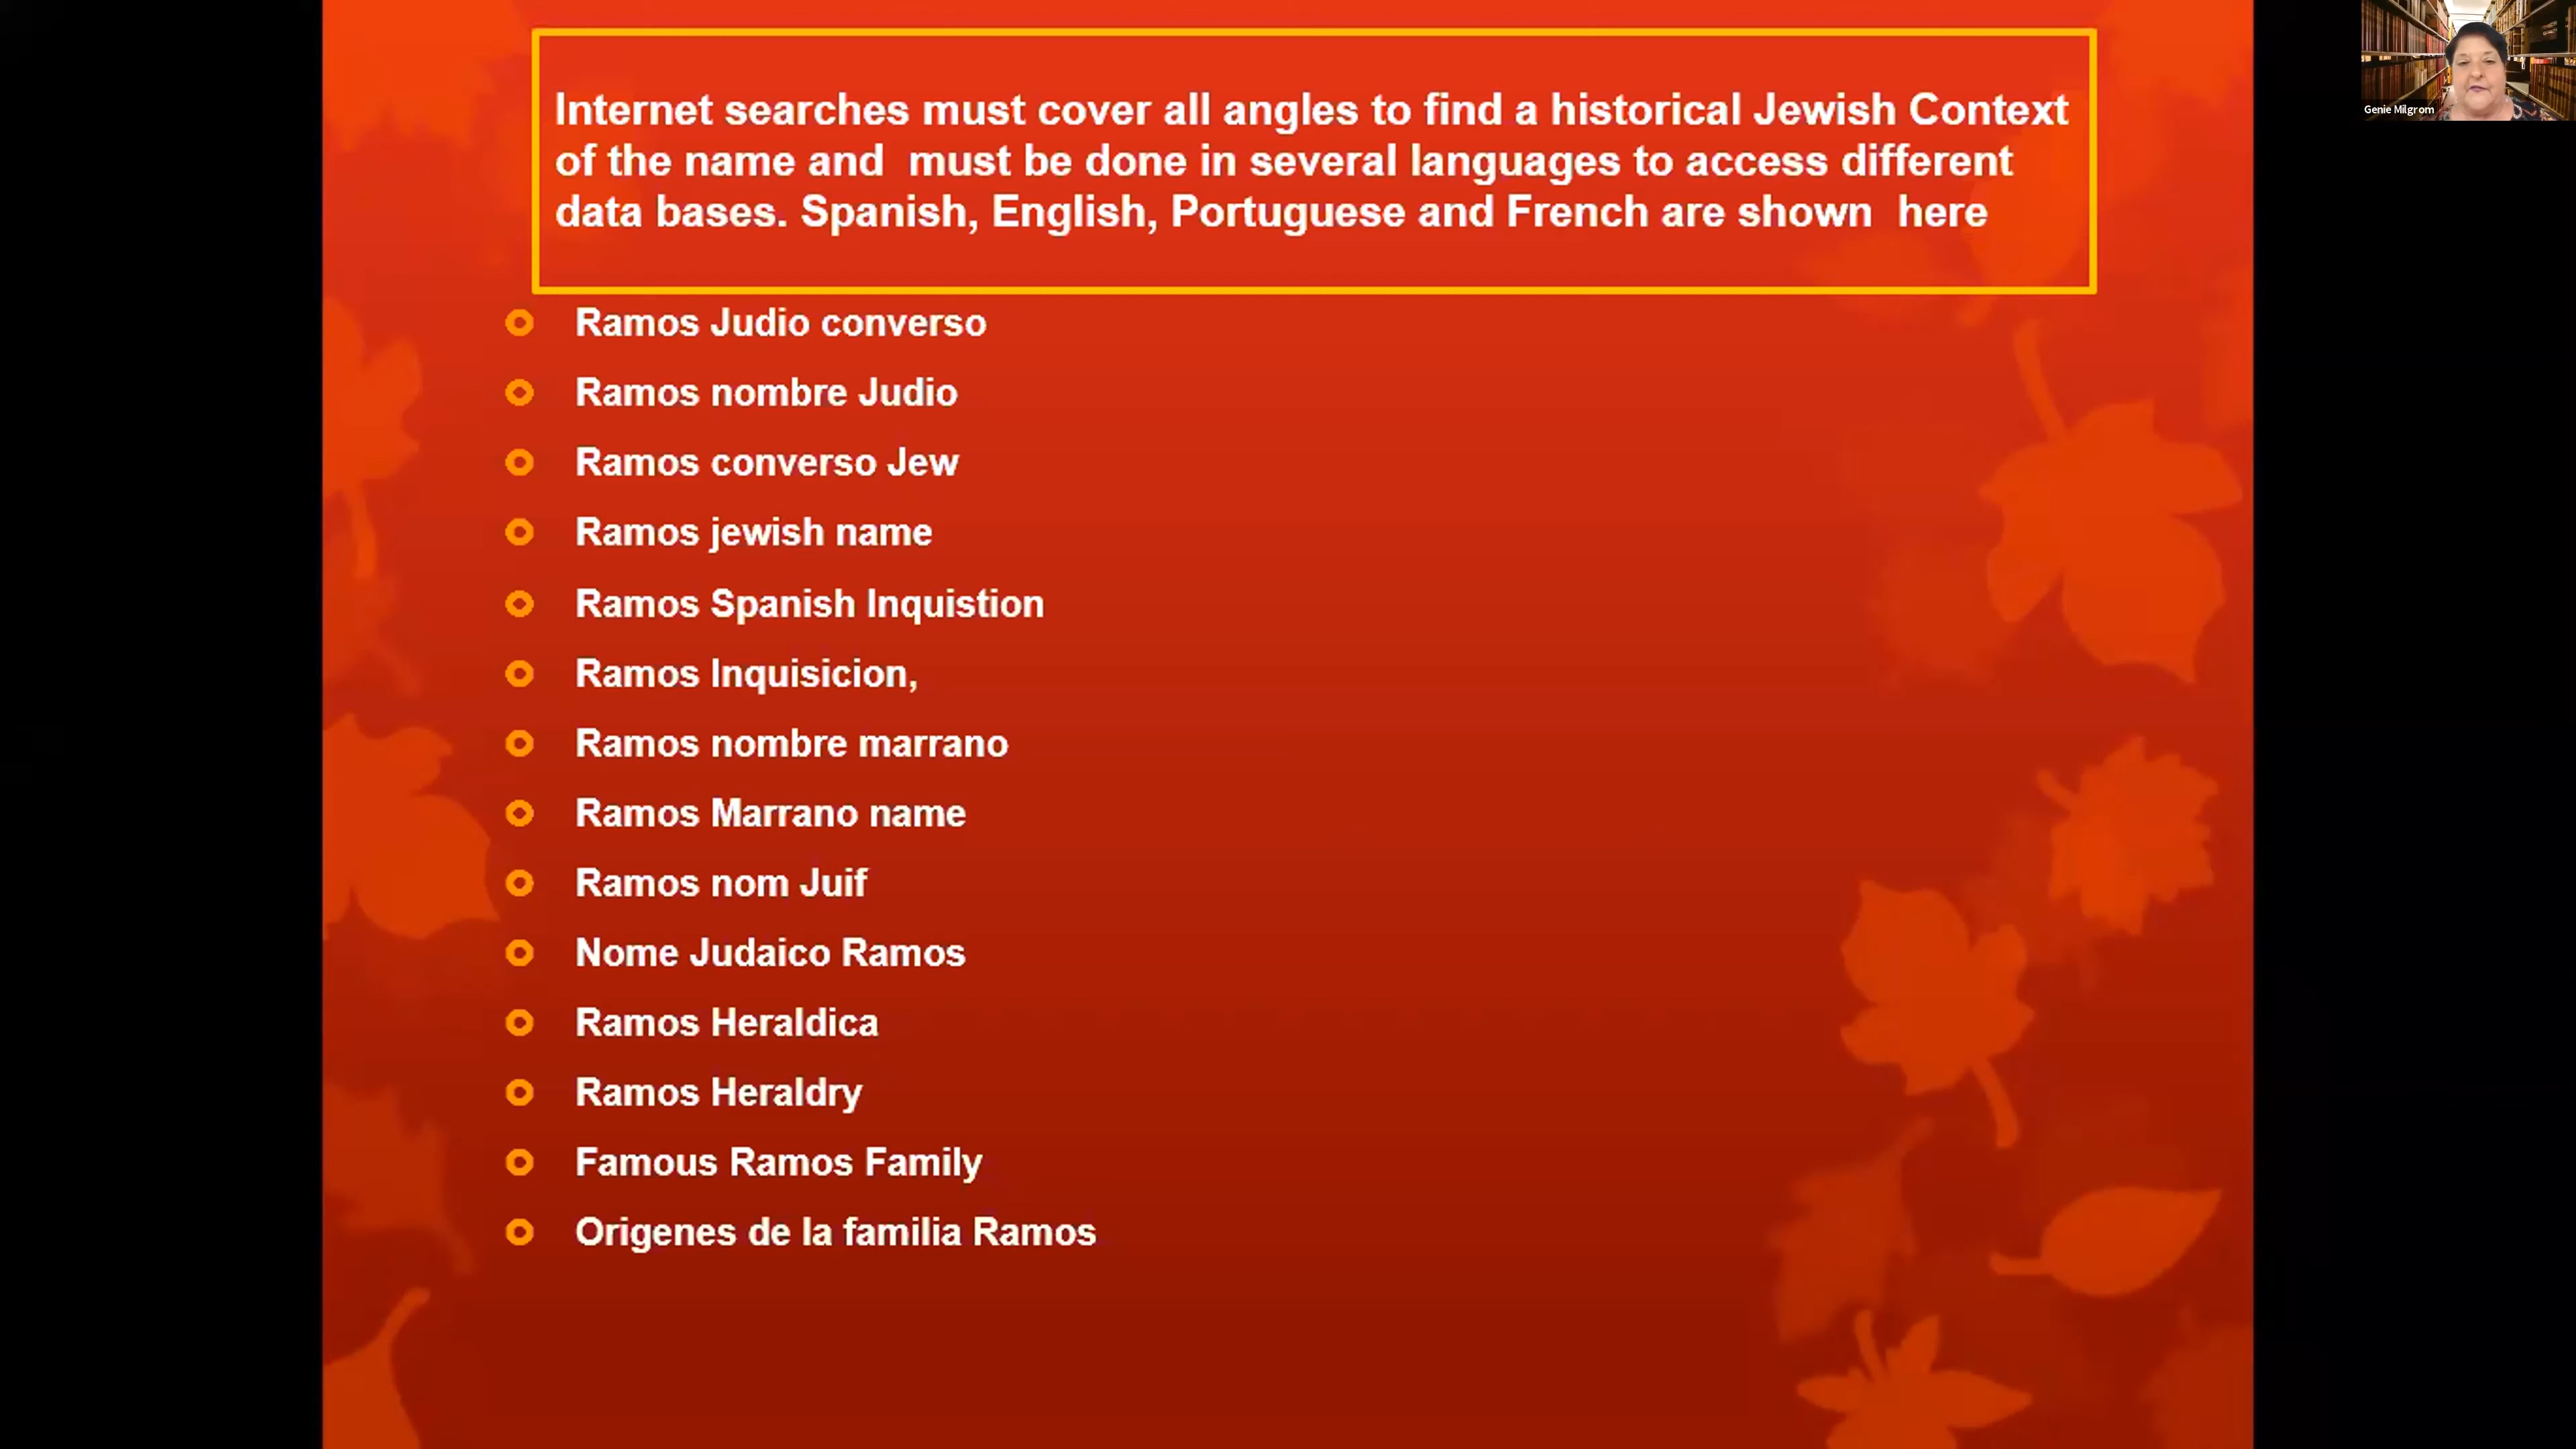 Internet searches must cover all angles to find a historical Jewish Context
of the name and must be done in several languages to access different
data bases. Spanish, English, Portuguese and French are shown here
Genie Milgrom
Ramos Judio converso
Ramos nombre Judio
Ramos converso Jew
Ramos jewish name
Ramos Spanish Inquistion
Ramos Inquisicion,
Ramos nombre marrano
Ramos Marrano name
Ramos nom Juif
Nome Judaico Ramos
Ramos Heraldica
Ramos Heraldry
Famous Ramos Family
Origenes de la familia Ramos